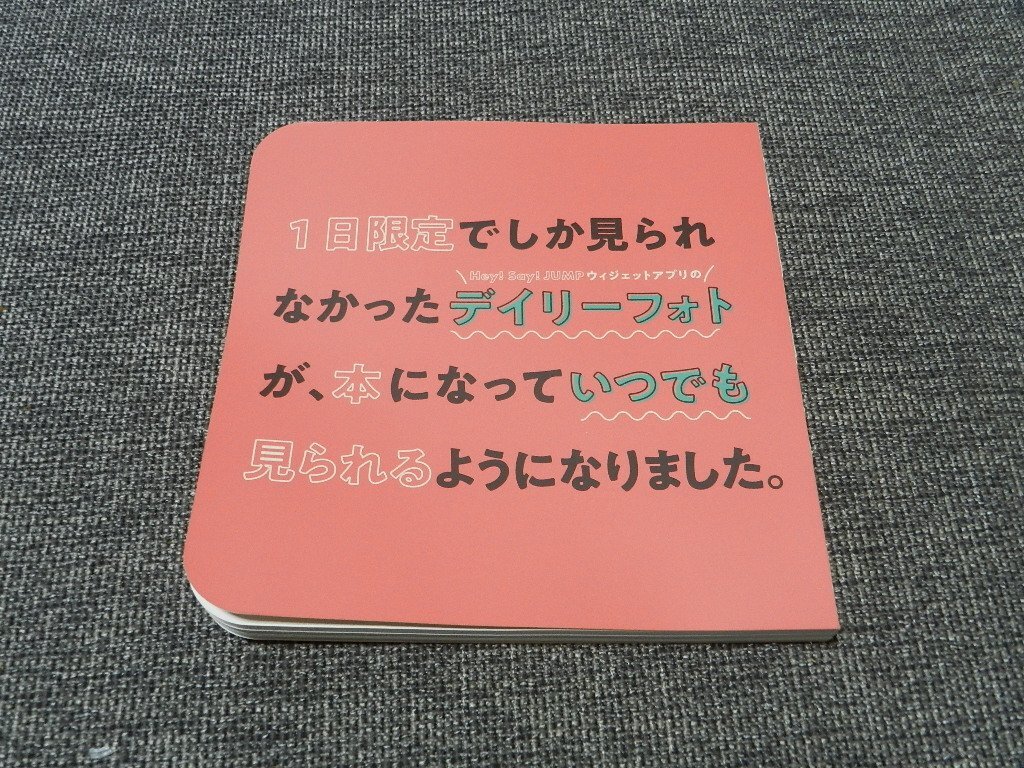 1日限定でしか見られ
\Hey! Say! JUMPウィジェットアプリの/
なかったデイリーフォト
が、本になっていつでも
見られるようになりました。